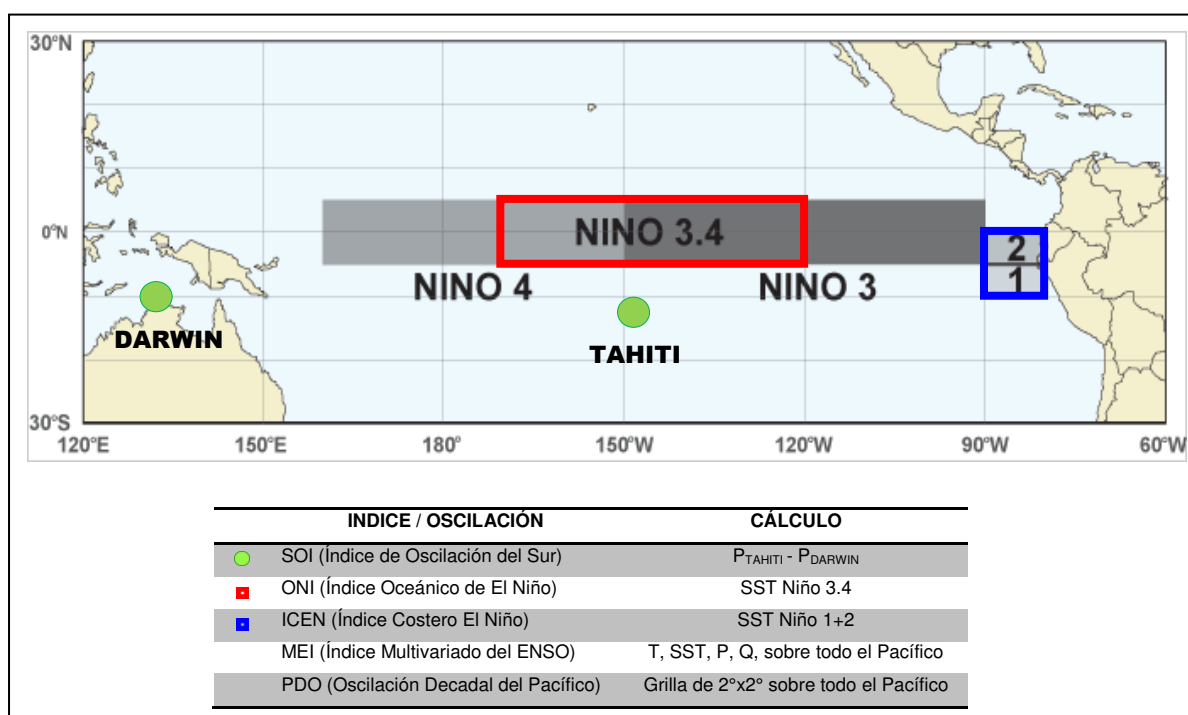 30°N
0°N
30°S
NINO 3.4
NINO 4
NINO 3
2
1
DARWIN
TAHITI
120°E 150°E 180° 150°W 120°W 90°W 60°W
INDICE / OSCILACIÓN CÁLCULO
SOI (Índice de Oscilación del Sur) PTAHITI - PDARWIN
ONI (Índice Oceánico de El Niño) SST Niño 3.4
ICEN (Índice Costero El Niño) SST Niño 1+2
MEI (Índice Multivariado del ENSO) T, SST, P, Q, sobre todo el Pacífico
PDO (Oscilación Decadal del Pacífico) Grilla de 2°x2° sobre todo el Pacífico